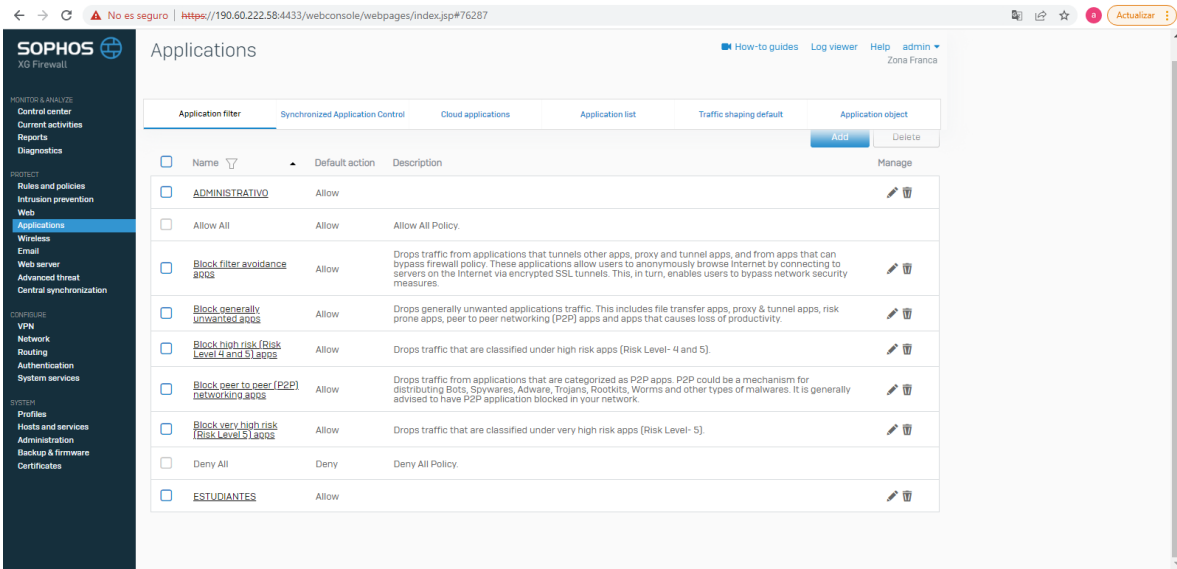 No es seguro | https://190.60.222.58:4433/webconsole/webpages/index.jsp#76287
a
Actualizar
SOPHOS
XG Firewall
Applications
How-to guides Log viewer Help admin
Zona Franca
MONITOR & ANALYZE
Control center
Current activities
Reports
Diagnostics
PROTECT
Rules and policies
Intrusion prevention
Web
Applications
Wireless
Email
Web server
Advanced threat
Central synchronization
CONFIGURE
VPN
Network
Routing
Authentication
System services
SYSTEM
Profiles
Hosts and services
Administration
Backup & firmware
Certificates
Application filter Synchronized Application Control Cloud applications Application list Traffic shaping default Application object
Add Delete
Name Default action Description Manage
ADMINISTRATIVO Allow
Allow All Allow Allow All Policy.
Block filter avoidance
apps
Allow
Drops traffic from applications that tunnels other apps, proxy and tunnel apps, and from apps that can
bypass firewall policy. These applications allow users to anonymously browse Internet by connecting to
servers on the Internet via encrypted SSL tunnels. This, in turn, enables users to bypass network security
measures.
Block generally
unwanted apps
Allow
Drops generally unwanted applications traffic. This includes file transfer apps, proxy & tunnel apps, risk
prone apps, peer to peer networking (P2P) apps and apps that causes loss of productivity.
Block high risk (Risk
Level 4 and 5) apps
Allow
Drops traffic that are classified under high risk apps (Risk Level- 4 and 5).
Block peer to peer (P2P)
networking apps
Allow
Drops traffic from applications that are categorized as P2P apps. P2P could be a mechanism for
distributing Bots, Spywares, Adware, Trojans, Rootkits, Worms and other types of malwares. It is generally
advised to have P2P application blocked in your network.
Block very high risk
(Risk Level 5) apps
Allow
Drops traffic that are classified under very high risk apps (Risk Level- 5).
Deny All Deny Deny All Policy.
ESTUDIANTES Allow